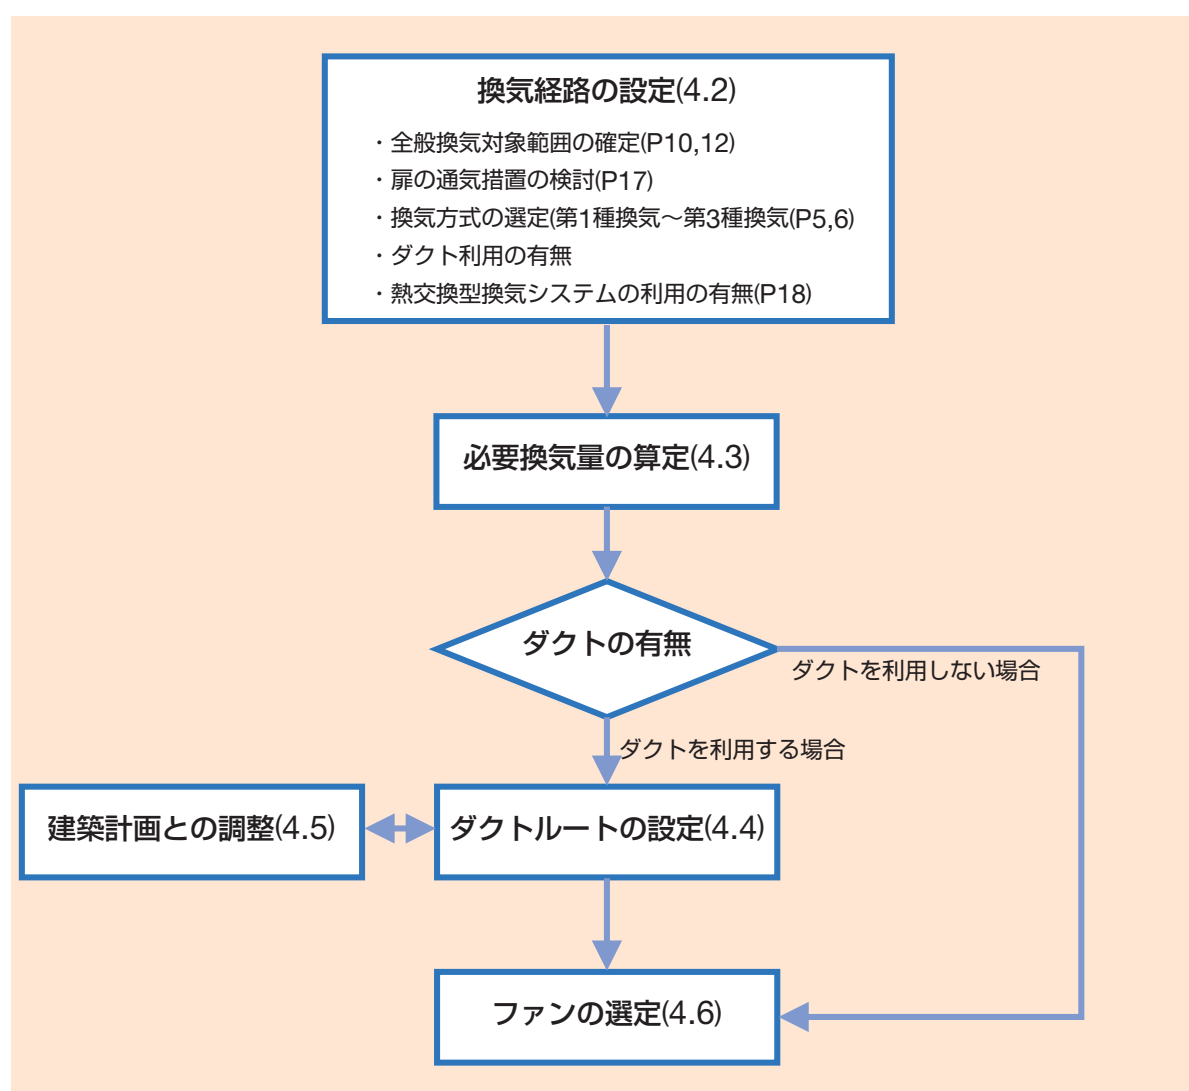 換気経路の設定(4.2)
・全般換気対象範囲の確定(P10,12)
・扉の通気措置の検討(P17)
・換気方式の選定(第1種換気～第3種換気(P5,6)
・ダクト利用の有無
・熱交換型換気システムの利用の有無(P18)
必要換気量の算定(4.3)
ダクトの有無
ダクトを利用しない場合
ダクトを利用する場合
建築計画との調整(4.5)
ダクトルートの設定(4.4)
ファンの選定(4.6)